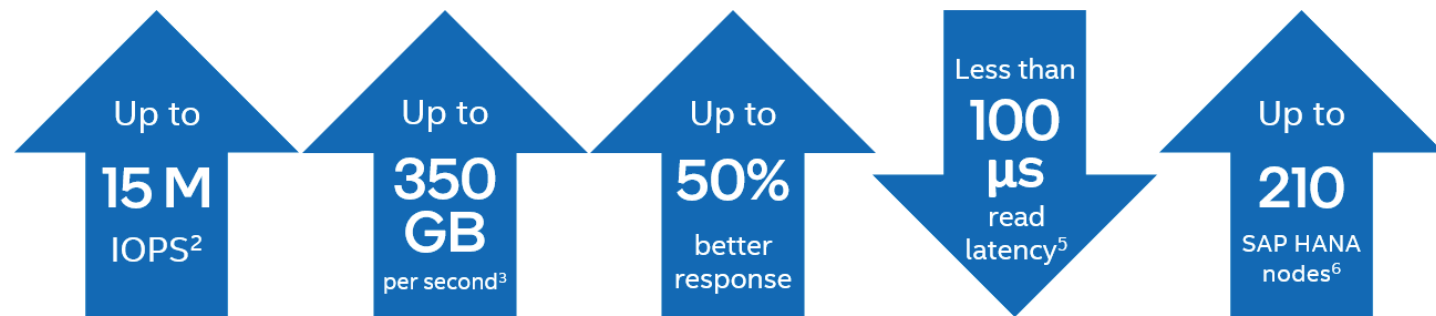 Up to
15 M
IOPS²
Up to
350
GB
per second³
Up to
50%
better
response
Less than
100
µs
read
latency⁵
Up to
210
SAP HANA
nodes⁶